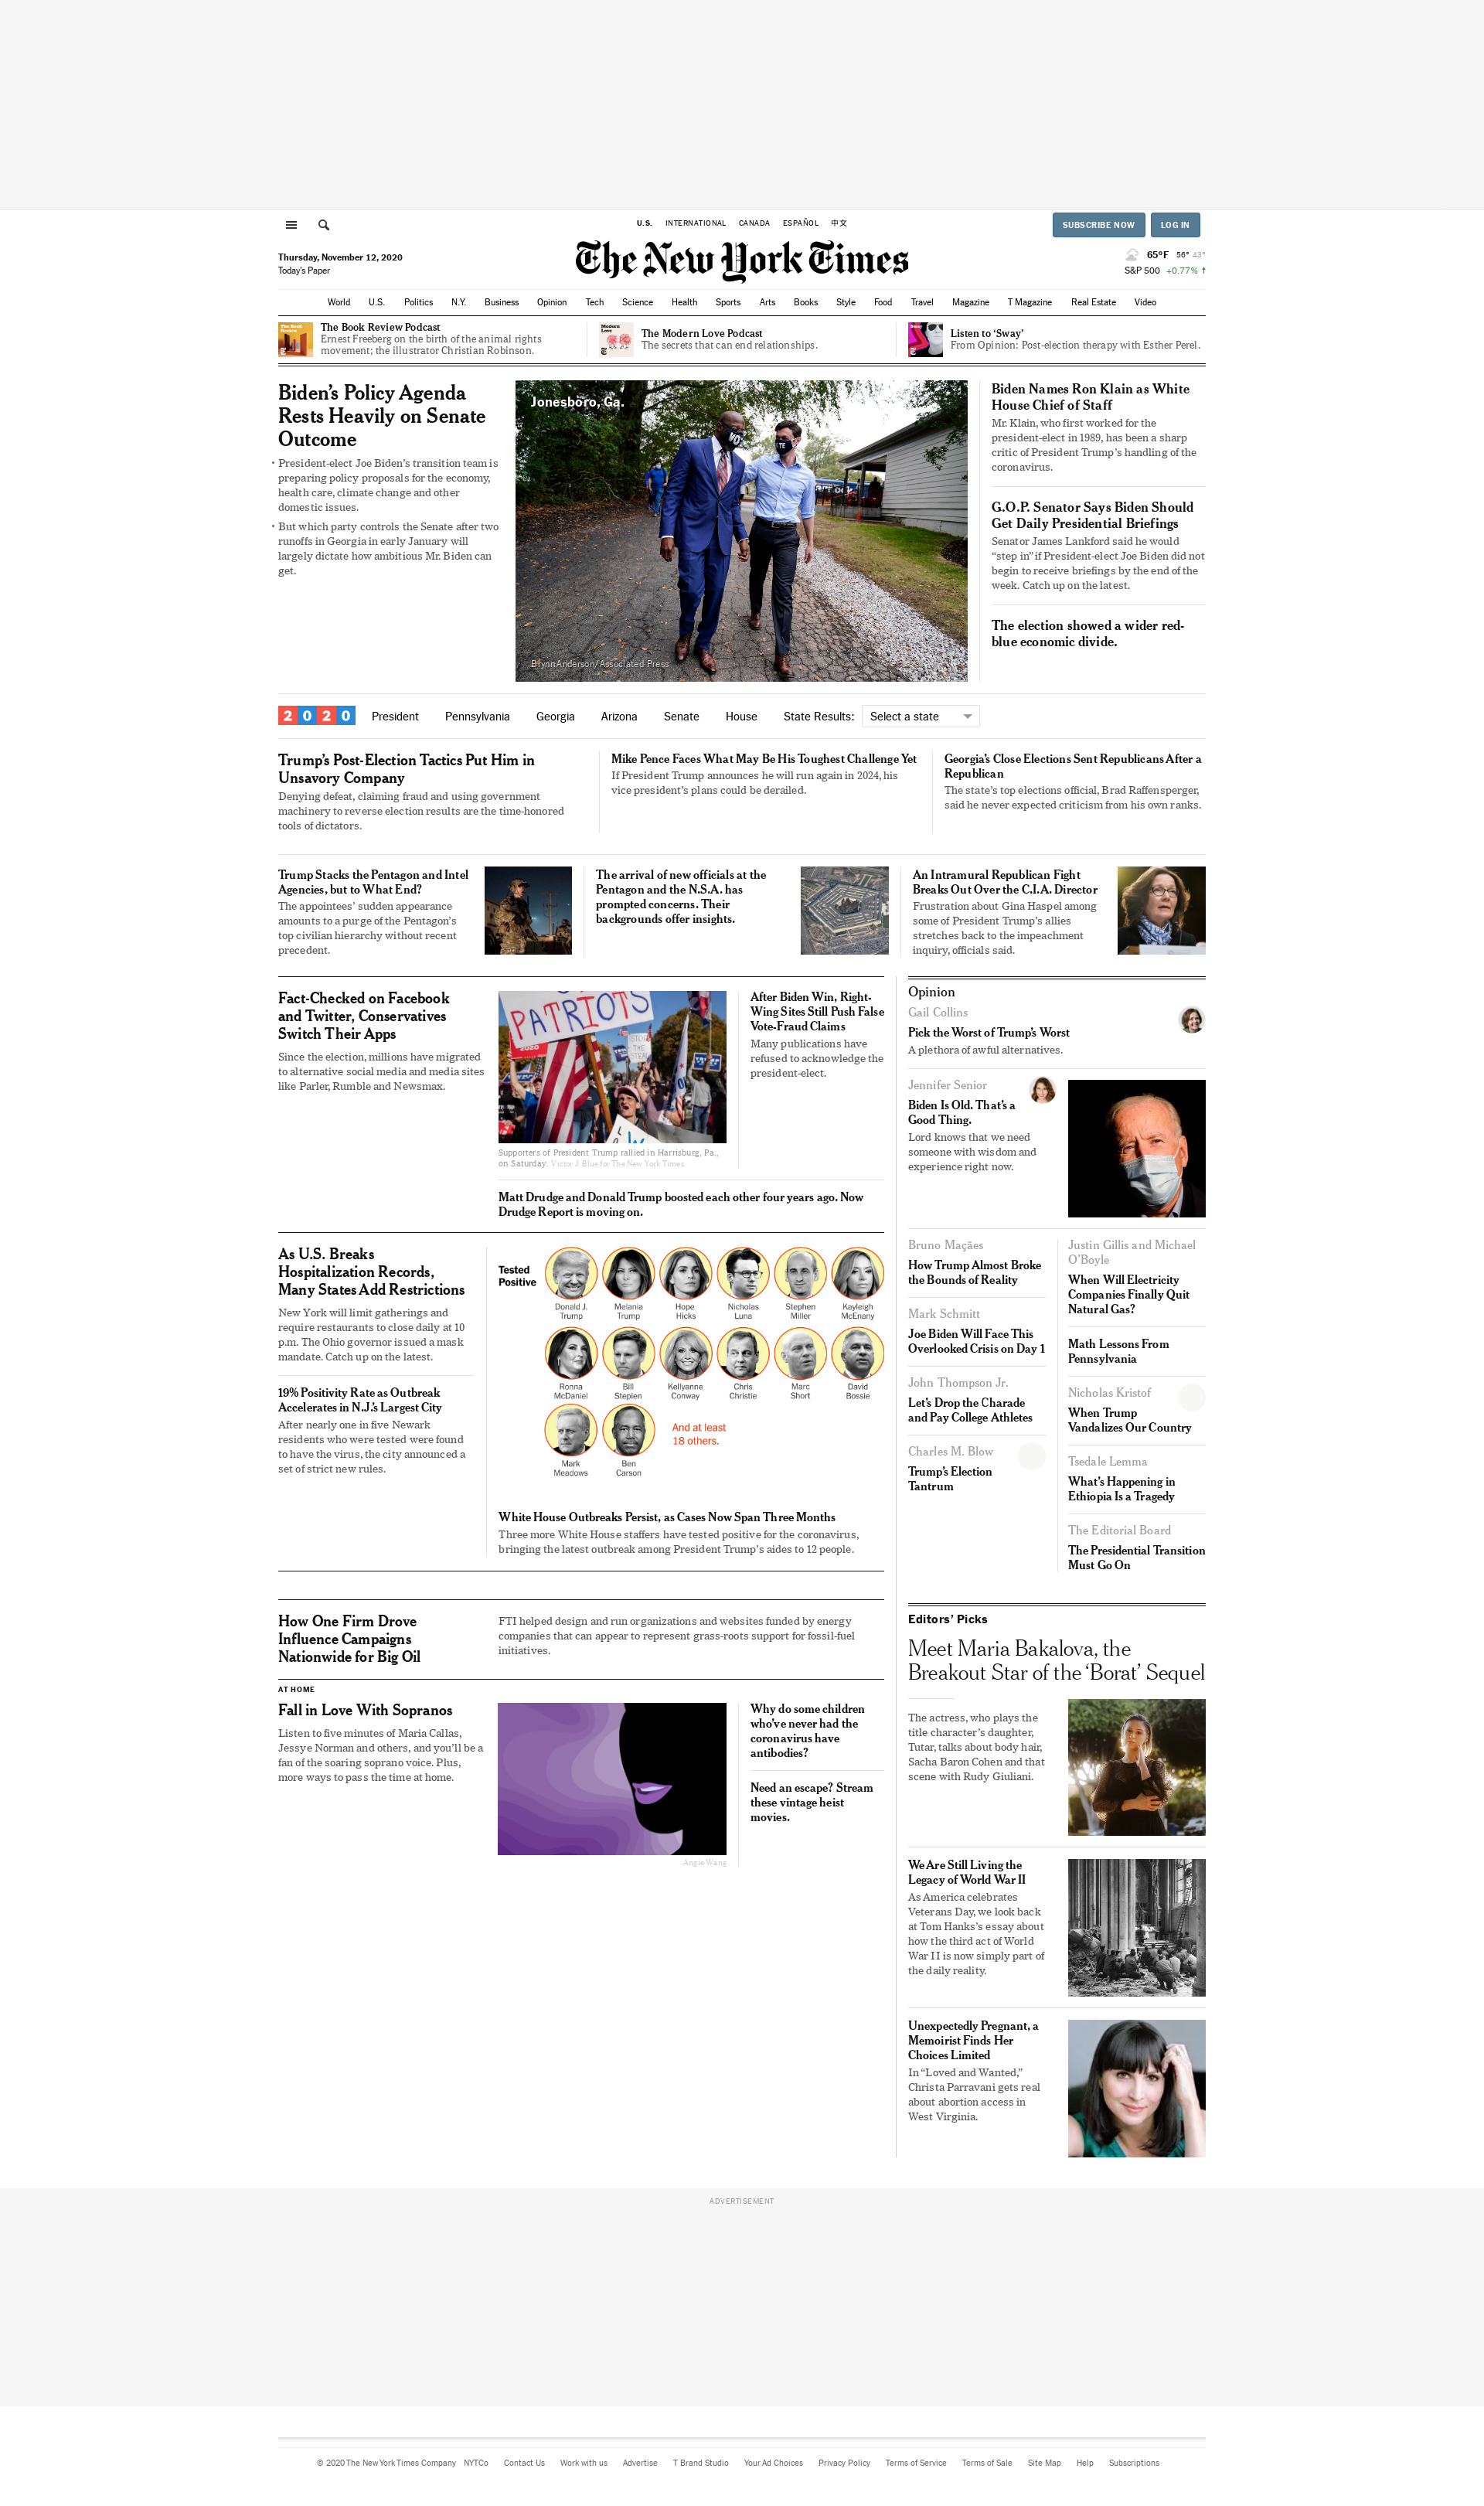 U.S. INTERNATIONAL CANADA ESPAÑOL 中文
SUBSCRIBE NOW LOG IN
Thursday, November 12, 2020
Today's Paper
The New York Times
65°F 56° 43°
S&P 500 +0.77% ↑
World U.S. Politics N.Y. Business Opinion Tech Science Health Sports Arts Books Style Food Travel Magazine T Magazine Real Estate Video
The Book Review Podcast
Ernest Freeberg on the birth of the animal rights
movement; the illustrator Christian Robinson.
The Modern Love Podcast
The secrets that can end relationships.
Listen to ‘Sway’
From Opinion: Post-election therapy with Esther Perel.
Biden’s Policy Agenda
Rests Heavily on Senate
Outcome
• President-elect Joe Biden’s transition team is
preparing policy proposals for the economy,
health care, climate change and other
domestic issues.
• But which party controls the Senate after two
runoffs in Georgia in early January will
largely dictate how ambitious Mr. Biden can
get.
Jonesboro, Ga.
Brynn Anderson/Associated Press
Biden Names Ron Klain as White
House Chief of Staff
Mr. Klain, who first worked for the
president-elect in 1989, has been a sharp
critic of President Trump’s handling of the
coronavirus.
G.O.P. Senator Says Biden Should
Get Daily Presidential Briefings
Senator James Lankford said he would
“step in” if President-elect Joe Biden did not
begin to receive briefings by the end of the
week. Catch up on the latest.
The election showed a wider red-
blue economic divide.
2020 President Pennsylvania Georgia Arizona Senate House State Results: Select a state
Trump’s Post-Election Tactics Put Him in
Unsavory Company
Denying defeat, claiming fraud and using government
machinery to reverse election results are the time-honored
tools of dictators.
Mike Pence Faces What May Be His Toughest Challenge Yet
If President Trump announces he will run again in 2024, his
vice president’s plans could be derailed.
Georgia’s Close Elections Sent Republicans After a
Republican
The state’s top elections official, Brad Raffensperger,
said he never expected criticism from his own ranks.
Trump Stacks the Pentagon and Intel
Agencies, but to What End?
The appointees’ sudden appearance
amounts to a purge of the Pentagon’s
top civilian hierarchy without recent
precedent.
The arrival of new officials at the
Pentagon and the N.S.A. has
prompted concerns. Their
backgrounds offer insights.
An Intramural Republican Fight
Breaks Out Over the C.I.A. Director
Frustration about Gina Haspel among
some of President Trump’s allies
stretches back to the impeachment
inquiry, officials said.
Fact-Checked on Facebook
and Twitter, Conservatives
Switch Their Apps
Since the election, millions have migrated
to alternative social media and media sites
like Parler, Rumble and Newsmax.
PATRIOTS
Supporters of President Trump rallied in Harrisburg, Pa.,
on Saturday. Victor J. Blue for The New York Times
After Biden Win, Right-
Wing Sites Still Push False
Vote-Fraud Claims
Many publications have
refused to acknowledge the
president-elect.
Matt Drudge and Donald Trump boosted each other four years ago. Now
Drudge Report is moving on.
As U.S. Breaks
Hospitalization Records,
Many States Add Restrictions
New York will limit gatherings and
require restaurants to close daily at 10
p.m. The Ohio governor issued a mask
mandate. Catch up on the latest.
19% Positivity Rate as Outbreak
Accelerates in N.J.’s Largest City
After nearly one in five Newark
residents who were tested were found
to have the virus, the city announced a
set of strict new rules.
Tested
Positive
Donald J. Trump
Melania Trump
Hope Hicks
Nicholas Luna
Stephen Miller
Kayleigh McEnany
Ronna McDaniel
Bill Stepien
Kellyanne Conway
Chris Christie
Marc Short
David Bossie
Mark Meadows
Ben Carson
And at least
18 others.
White House Outbreaks Persist, as Cases Now Span Three Months
Three more White House staffers have tested positive for the coronavirus,
bringing the latest outbreak among President Trump’s aides to 12 people.
How One Firm Drove
Influence Campaigns
Nationwide for Big Oil
FTI helped design and run organizations and websites funded by energy
companies that can appear to represent grass-roots support for fossil-fuel
initiatives.
AT HOME
Fall in Love With Sopranos
Listen to five minutes of Maria Callas,
Jessye Norman and others, and you’ll be a
fan of the soaring soprano voice. Plus,
more ways to pass the time at home.
Angie Wang
Why do some children
who’ve never had the
coronavirus have
antibodies?
Need an escape? Stream
these vintage heist
movies.
Opinion
Gail Collins
Pick the Worst of Trump’s Worst
A plethora of awful alternatives.
Jennifer Senior
Biden Is Old. That’s a
Good Thing.
Lord knows that we need
someone with wisdom and
experience right now.
Bruno Maçães
How Trump Almost Broke
the Bounds of Reality
Mark Schmitt
Joe Biden Will Face This
Overlooked Crisis on Day 1
John Thompson Jr.
Let’s Drop the Charade
and Pay College Athletes
Charles M. Blow
Trump’s Election
Tantrum
Justin Gillis and Michael
O’Boyle
When Will Electricity
Companies Finally Quit
Natural Gas?
Math Lessons From
Pennsylvania
Nicholas Kristof
When Trump
Vandalizes Our Country
Tsedale Lemma
What’s Happening in
Ethiopia Is a Tragedy
The Editorial Board
The Presidential Transition
Must Go On
Editors’ Picks
Meet Maria Bakalova, the
Breakout Star of the ‘Borat’ Sequel
The actress, who plays the
title character’s daughter,
Tutar, talks about body hair,
Sacha Baron Cohen and that
scene with Rudy Giuliani.
We Are Still Living the
Legacy of World War II
As America celebrates
Veterans Day, we look back
at Tom Hanks’s essay about
how the third act of World
War II is now simply part of
the daily reality.
Unexpectedly Pregnant, a
Memoirist Finds Her
Choices Limited
In “Loved and Wanted,”
Christa Parravani gets real
about abortion access in
West Virginia.
ADVERTISEMENT
© 2020 The New York Times Company NYTCo Contact Us Work with us Advertise T Brand Studio Your Ad Choices Privacy Policy Terms of Service Terms of Sale Site Map Help Subscriptions